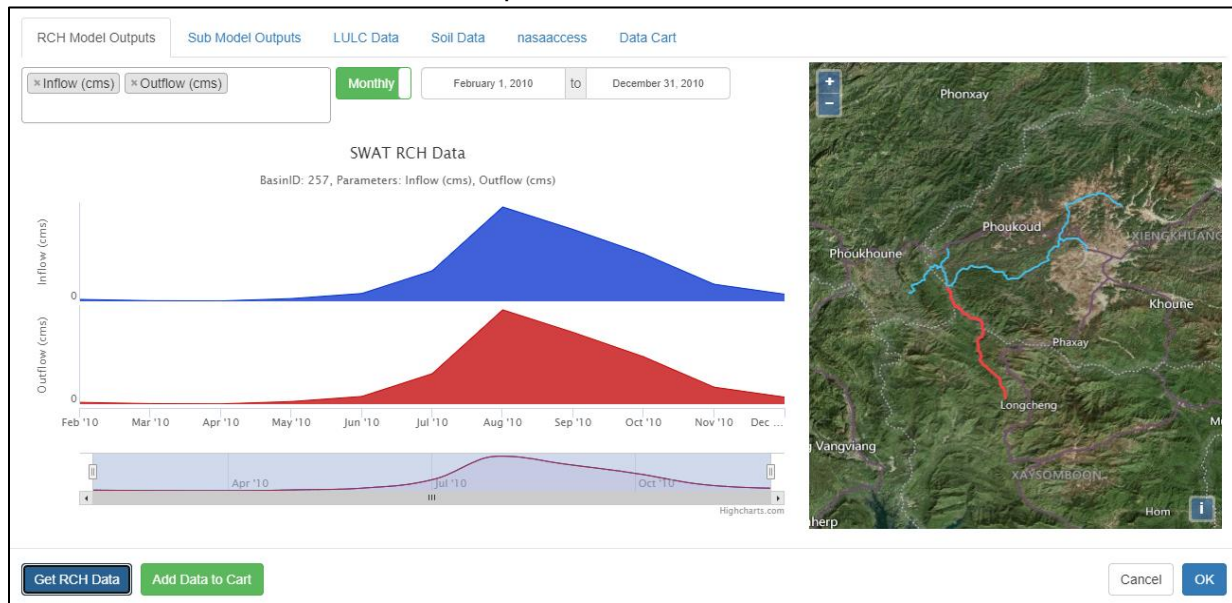 RCH Model Outputs Sub Model Outputs LULC Data Soil Data nasaaccess Data Cart
× Inflow (cms) × Outflow (cms)
Monthly February 1, 2010 to December 31, 2010
SWAT RCH Data
BasinID: 257, Parameters: Inflow (cms), Outflow (cms)
Inflow (cms)
0
Outflow (cms)
0
Feb '10 Mar '10 Apr '10 May '10 Jun '10 Jul '10 Aug '10 Sep '10 Oct '10 Nov '10 Dec ...
Apr '10 Jul '10 Oct '10
Highcharts.com
+
−
Phonxay
Phoukoud
XIENGKHUANG
Phoukhoune
Khoune
Phaxay
Longcheng
Vangviang
XAYSOMBOON
Hom
i
herp
Get RCH Data Add Data to Cart Cancel OK